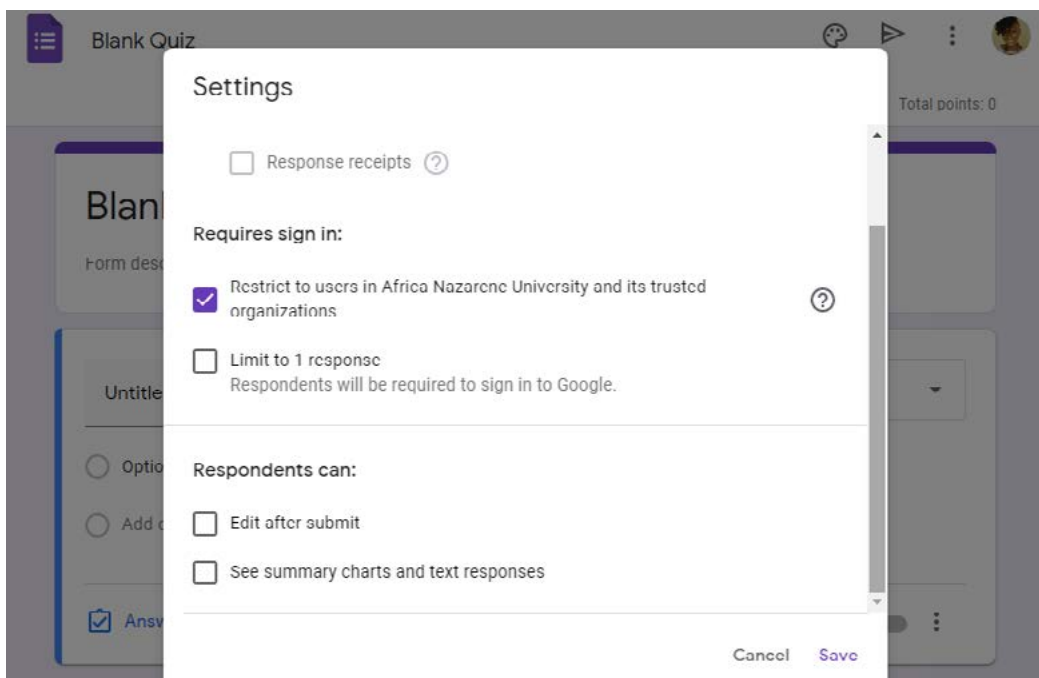 Blank Quiz
Settings
Total points: 0
Response receipts ?
Blan
Requires sign in:
Form desc
Restrict to users in Africa Nazarene University and its trusted
organizations
?
Limit to 1 response
Respondents will be required to sign in to Google.
Untitle
Respondents can:
Optio
Edit after submit
Add o
See summary charts and text responses
Answ
Cancel Save